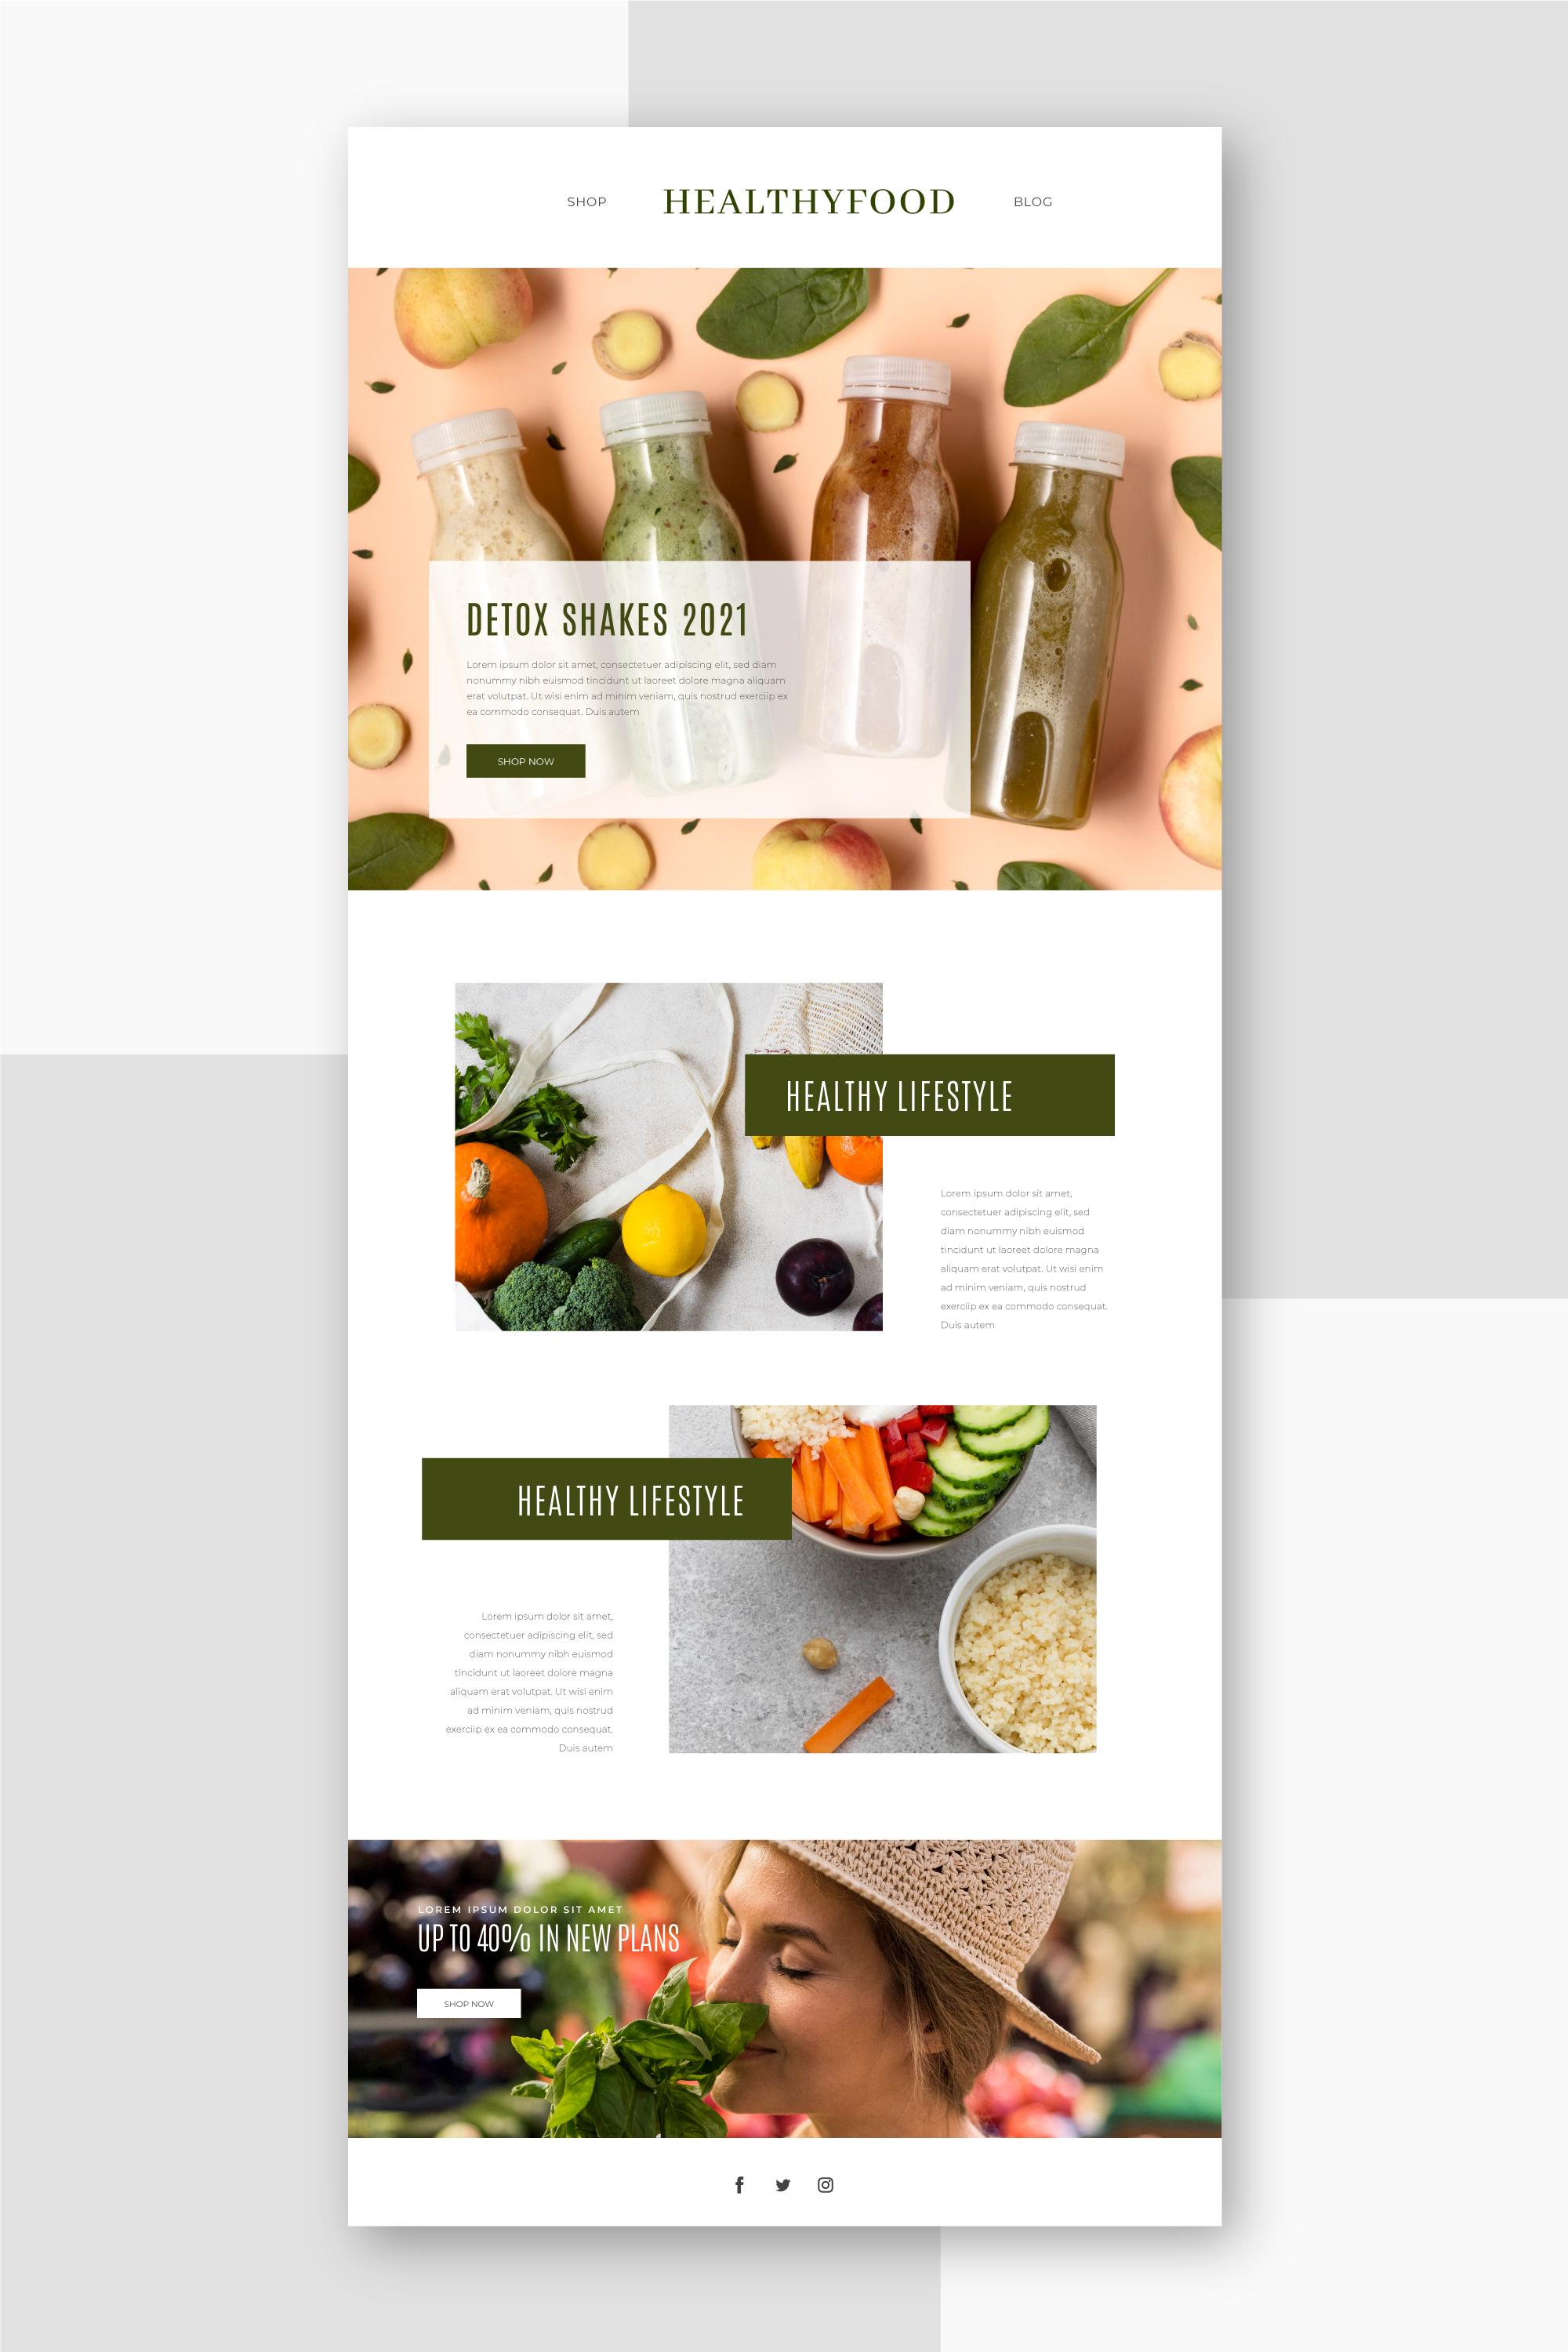 SHOP HEALTHYFOOD BLOG
DETOX SHAKES 2021
Lorem ipsum dolor sit amet, consectetuer adipiscing elit, sed diam
nonummy nibh euismod tincidunt ut laoreet dolore magna aliquam
erat volutpat. Ut wisi enim ad minim veniam, quis nostrud exerciip ex
ea commodo consequat. Duis autem
SHOP NOW
HEALTHY LIFESTYLE
Lorem ipsum dolor sit amet,
consectetuer adipiscing elit, sed
diam nonummy nibh euismod
tincidunt ut laoreet dolore magna
aliquam erat volutpat. Ut wisi enim
ad minim veniam, quis nostrud
exerciip ex ea commodo consequat.
Duis autem
HEALTHY LIFESTYLE
Lorem ipsum dolor sit amet,
consectetuer adipiscing elit, sed
diam nonummy nibh euismod
tincidunt ut laoreet dolore magna
aliquam erat volutpat. Ut wisi enim
ad minim veniam, quis nostrud
exerciip ex ea commodo consequat.
Duis autem
LOREM IPSUM DOLOR SIT AMET
UP TO 40% IN NEW PLANS
SHOP NOW